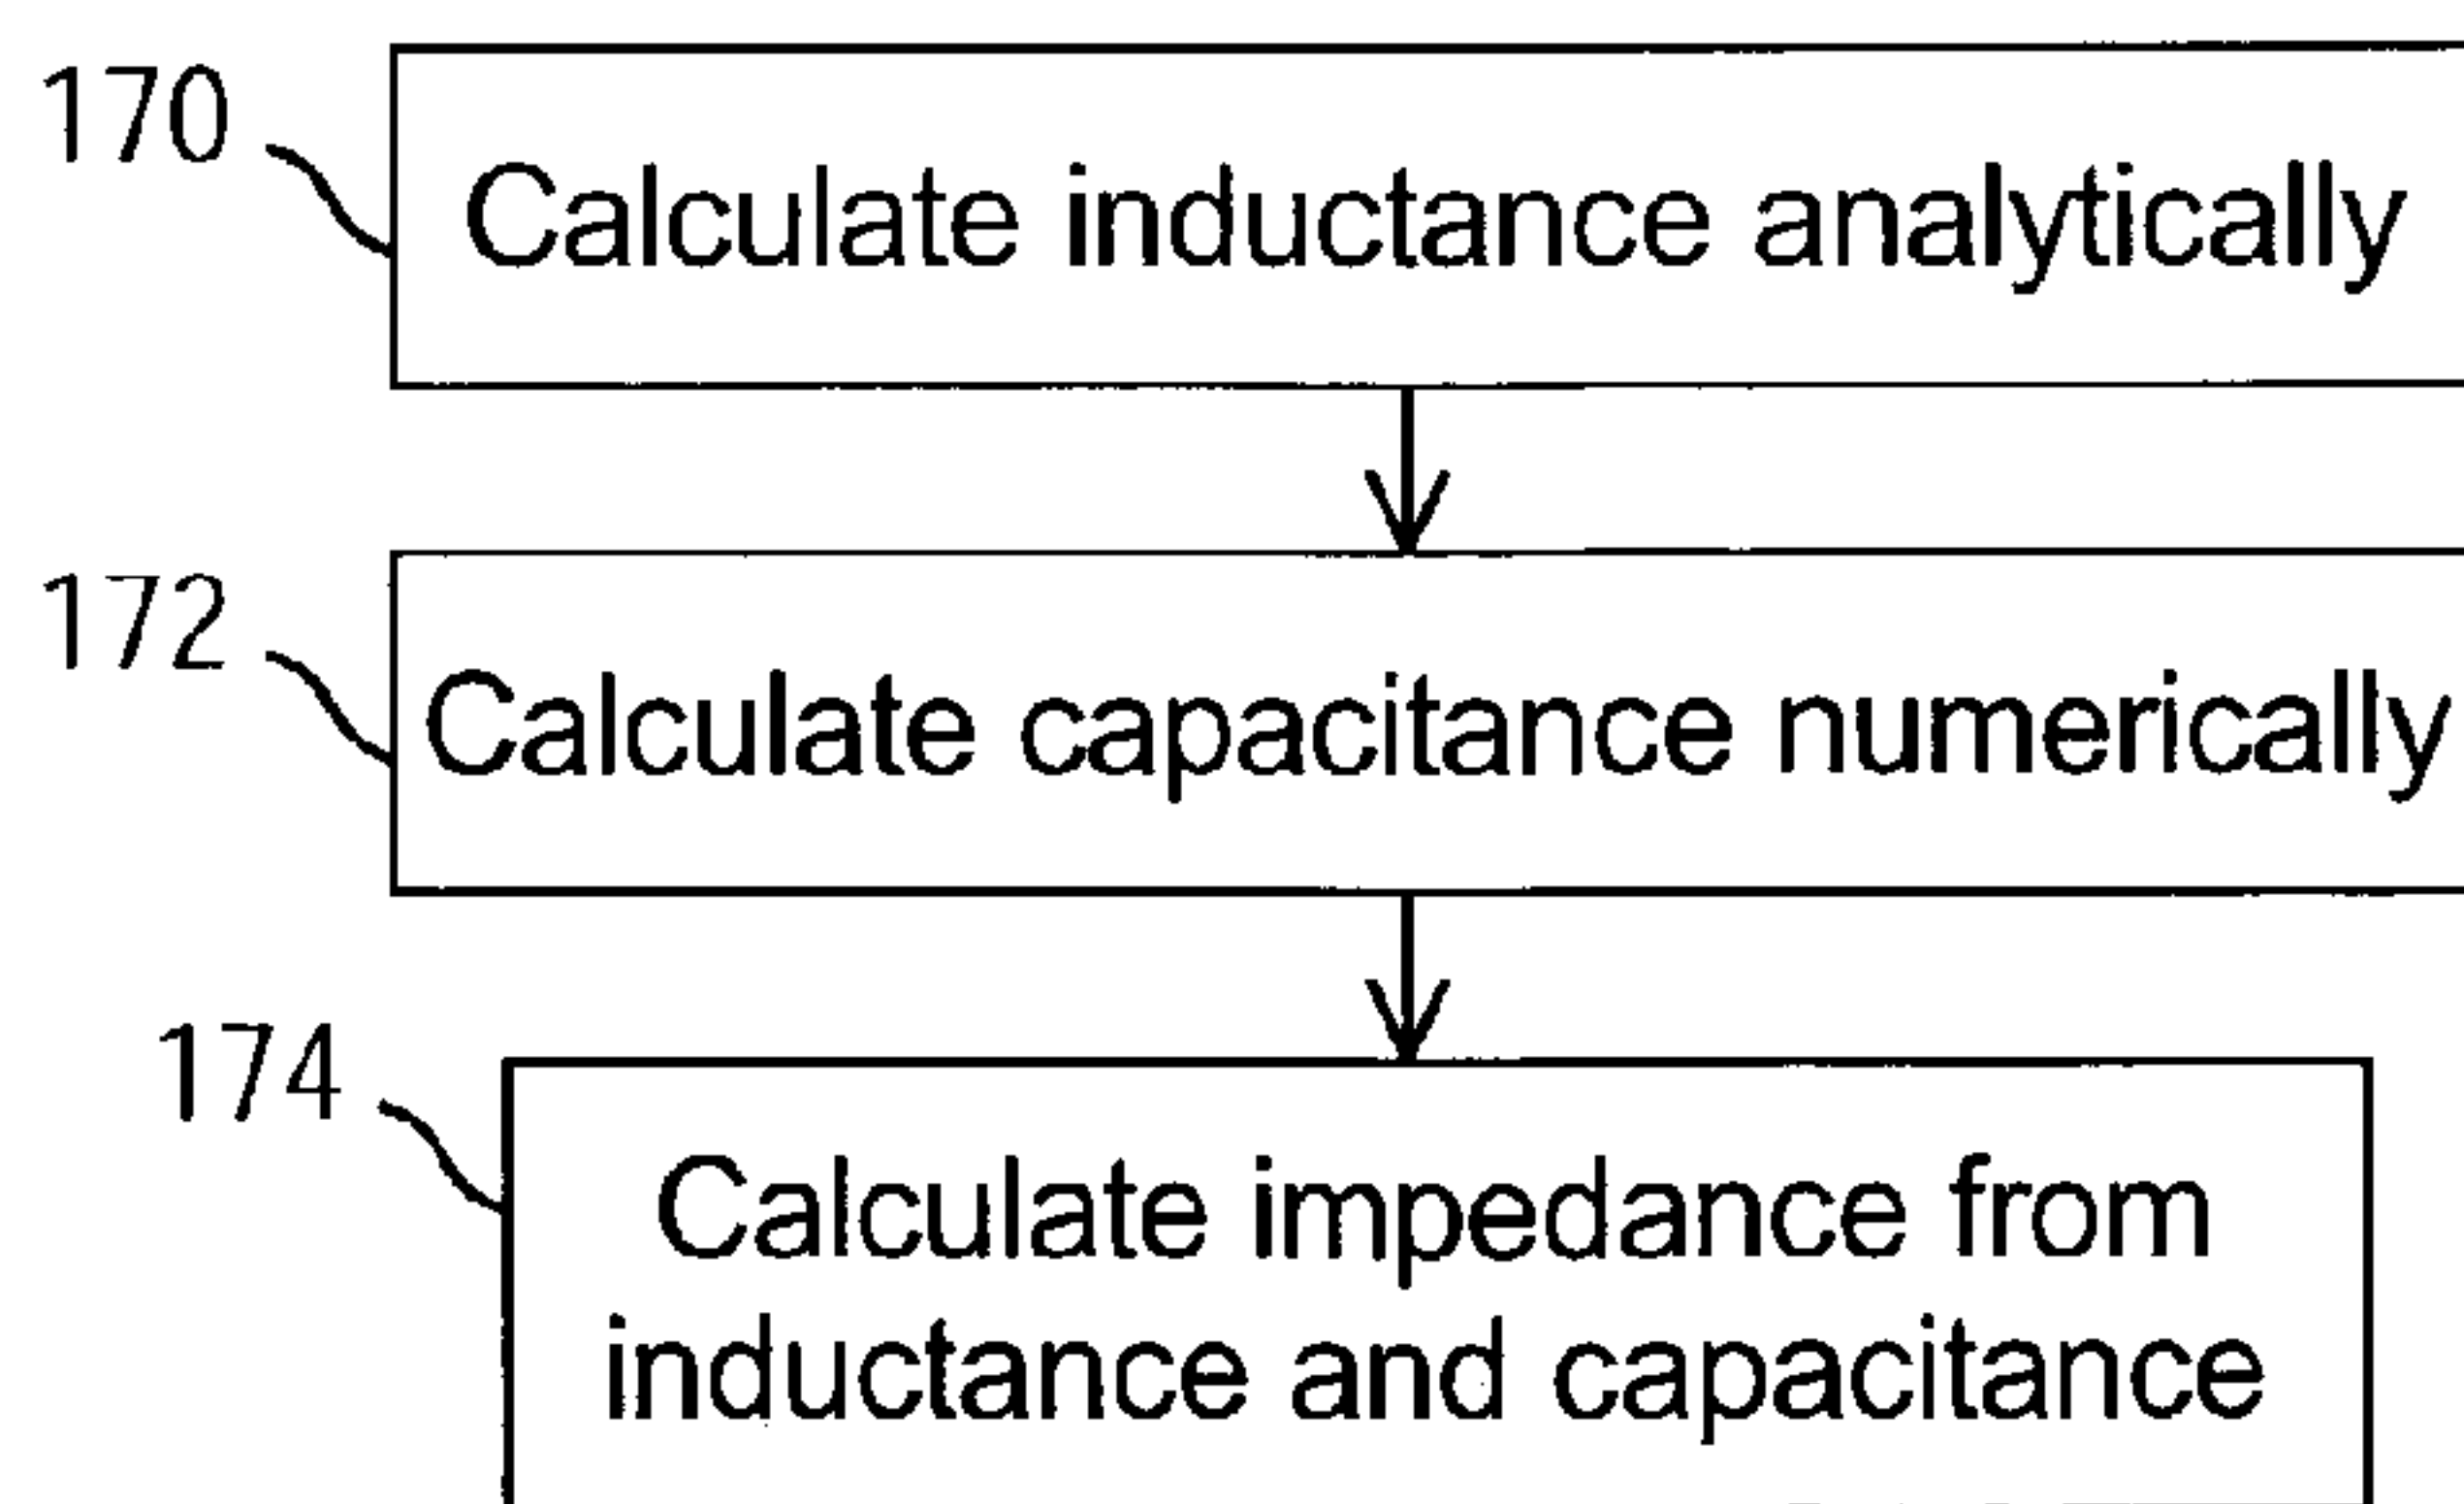 170
Calculate inductance analytically
172
Calculate capacitance numerically
174
Calculate impedance from
inductance and capacitance